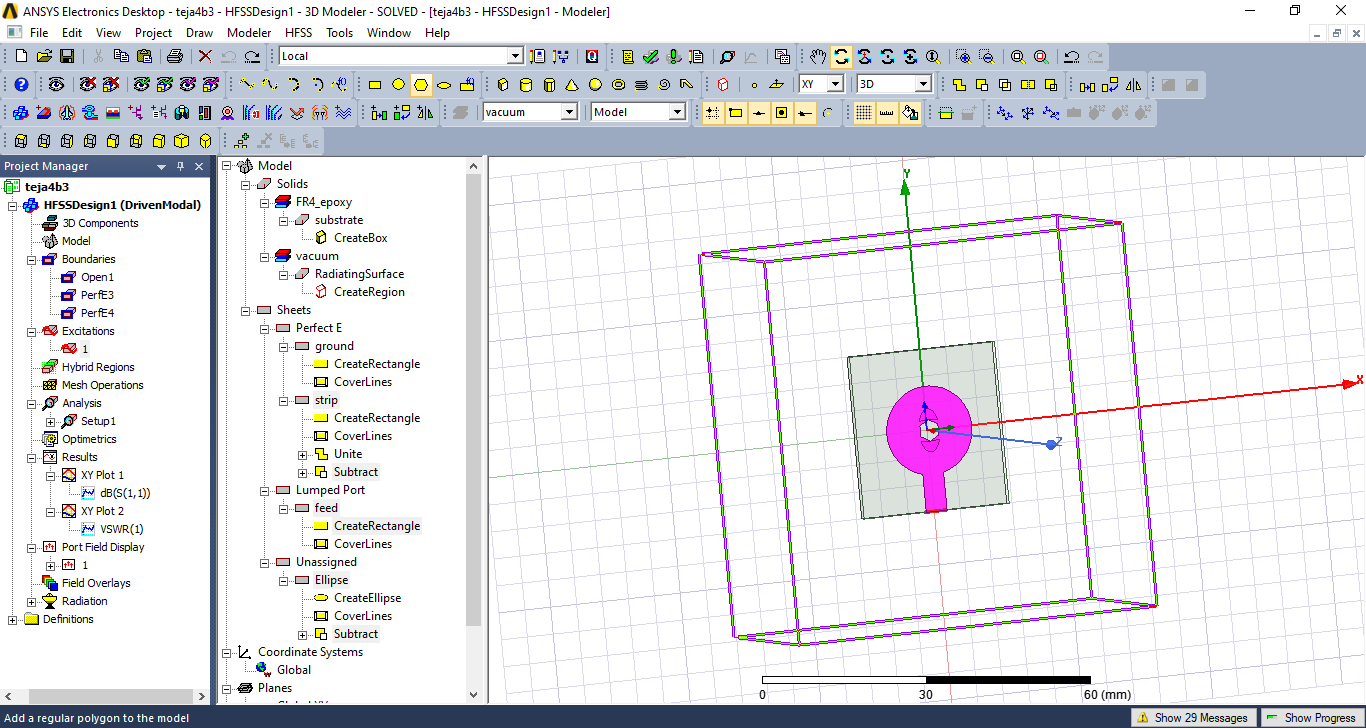 ANSYS Electronics Desktop - teja4b3 - HFSSDesign1 - 3D Modeler - SOLVED - [teja4b3 - HFSSDesign1 - Modeler]
File Edit View Project Draw Modeler HFSS Tools Window Help
Local
XY 3D
vacuum Model
Project Manager
teja4b3
HFSSDesign1 (DrivenModal)
3D Components
Model
Boundaries
Open1
PerfE3
PerfE4
Excitations
1
Hybrid Regions
Mesh Operations
Analysis
Setup1
Optimetrics
Results
XY Plot 1
dB(S(1,1))
XY Plot 2
VSWR(1)
Port Field Display
1
Field Overlays
Radiation
Definitions
Model
Solids
FR4_epoxy
substrate
CreateBox
vacuum
RadiatingSurface
CreateRegion
Sheets
Perfect E
ground
CreateRectangle
CoverLines
strip
CreateRectangle
CoverLines
Unite
Subtract
Lumped Port
feed
CreateRectangle
CoverLines
Unassigned
Ellipse
CreateEllipse
CoverLines
Subtract
Coordinate Systems
Global
Planes
Y
X
Z
0 30 60 (mm)
Add a regular polygon to the model
Show 29 Messages Show Progress